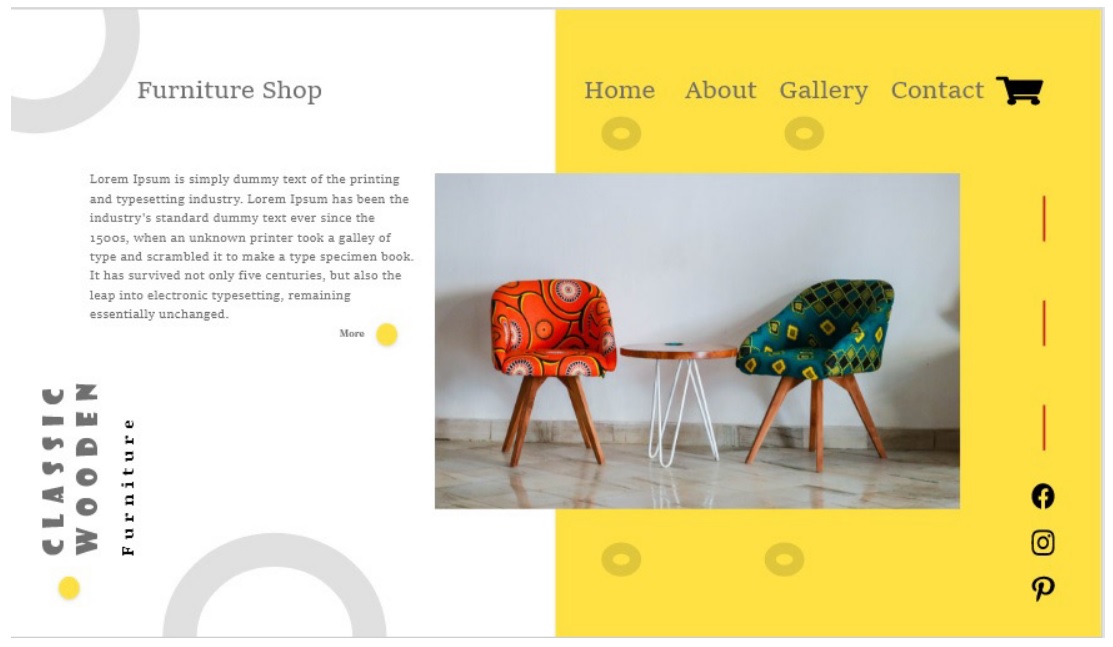 Furniture Shop
Home About Gallery Contact
Lorem Ipsum is simply dummy text of the printing
and typesetting industry. Lorem Ipsum has been the
industry's standard dummy text ever since the
1500s, when an unknown printer took a galley of
type and scrambled it to make a type specimen book.
It has survived not only five centuries, but also the
leap into electronic typesetting, remaining
essentially unchanged.
More
CLASSIC
WOODEN
Furniture